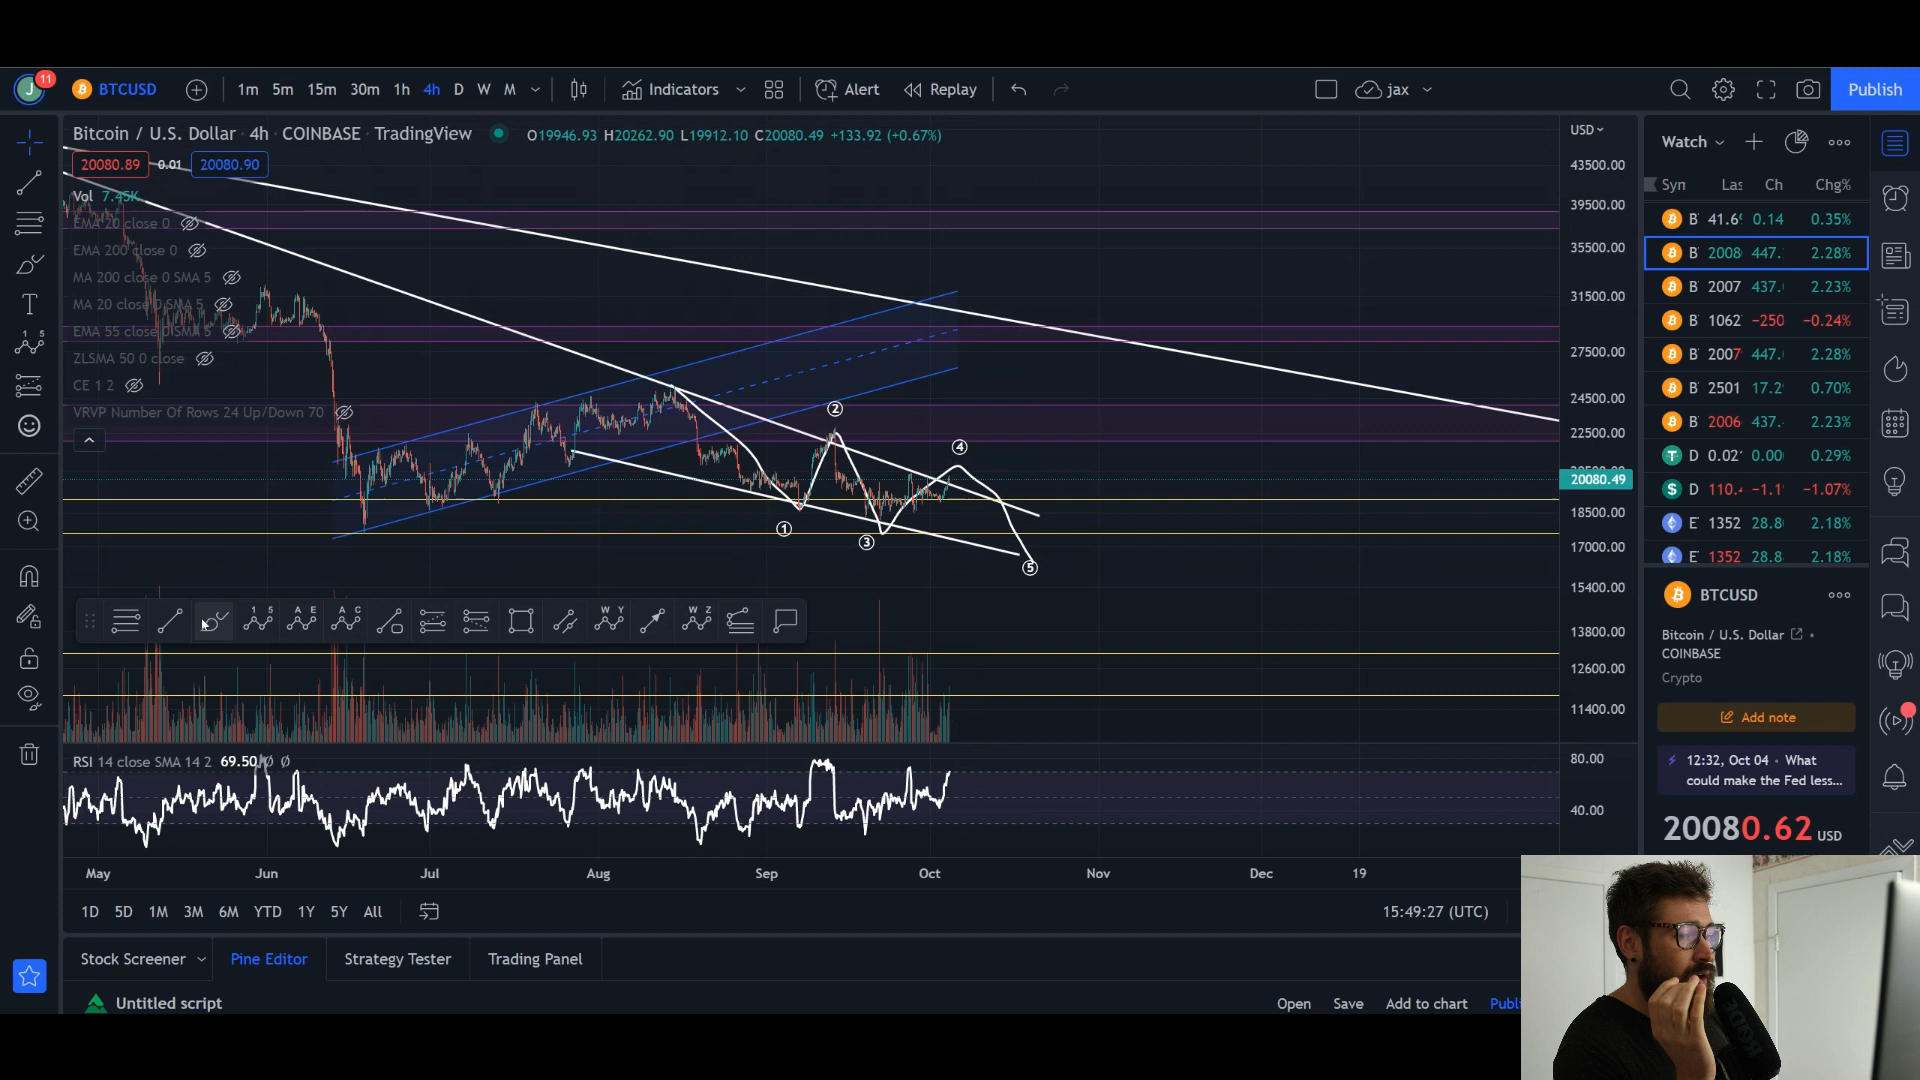 J 11 BTCUSD 1m 5m 15m 30m 1h 4h D W M Indicators Alert Replay jax Publish
Bitcoin / U.S. Dollar · 4h · COINBASE · TradingView O19946.93 H20262.90 L19912.10 C20080.49 +133.92 (+0.67%)
20080.89 0.01 20080.90
Vol 7.45K
EMA 20 close 0
EMA 200 close 0
MA 200 close 0 SMA 5
MA 20 close 0 SMA 5
EMA 55 close 0 SMA 5
ZLSMA 50 0 close
CE 1 2
VRVP Number Of Rows 24 Up/Down 70
1
2
3
4
5
USD
43500.00
39500.00
35500.00
31500.00
27500.00
24500.00
22500.00
20080.49
18500.00
17000.00
15400.00
13800.00
12600.00
11400.00
RSI 14 close SMA 14 2 69.50 Ø Ø
80.00
40.00
May Jun Jul Aug Sep Oct Nov Dec 19
1D 5D 1M 3M 6M YTD 1Y 5Y All 15:49:27 (UTC)
Stock Screener Pine Editor Strategy Tester Trading Panel
Untitled script Open Save Add to chart Publ
Watch
Syn Las Ch Chg%
B 41.6 0.14 0.35%
B 2008 447. 2.28%
B 2007 437. 2.23%
B 1062 −250 −0.24%
B 2007 447. 2.28%
B 2501 17.2 0.70%
B 2006 437. 2.23%
D 0.02 0.00 0.29%
D 110. −1.1 −1.07%
E 1352 28.8 2.18%
E 1352 28.8 2.18%
BTCUSD
Bitcoin / U.S. Dollar
COINBASE
Crypto
Add note
12:32, Oct 04 · What
could make the Fed less...
20080.62 USD
RODE